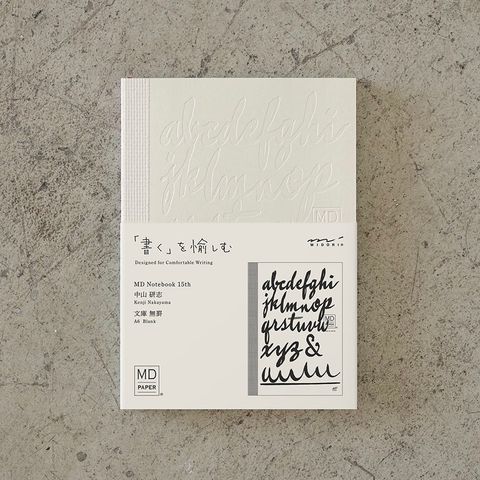 abcdefghi
jklmnop
MD
「書く」を愉しむ
Designed for Comfortable Writing
MIDORI
MD Notebook 15th
中山 研志
Kenji Nakayama
文庫 無罫
A6 Blank
MD
PAPER
abcdefghi
jklmnop
qrstuvw
MD
xyz &